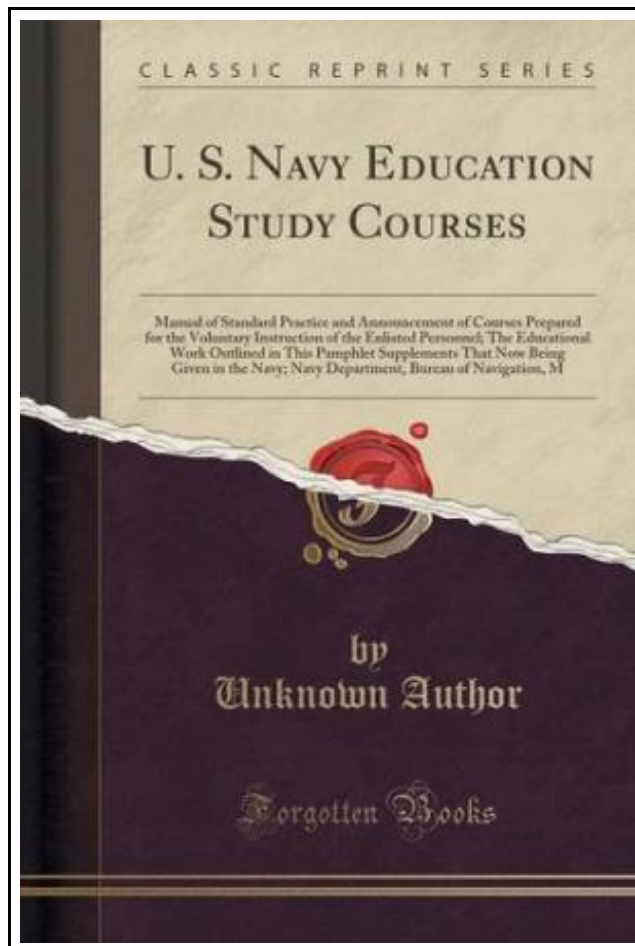 CLASSIC REPRINT SERIES
U. S. NAVY EDUCATION
STUDY COURSES
Manual of Standard Practice and Announcement of Courses Prepared
for the Voluntary Instruction of the Enlisted Personnel; The Educational
Work Outlined in This Pamphlet Supplements That Now Being
Given in the Navy; Navy Department, Bureau of Navigation, M
by
Unknown Author
Forgotten Books